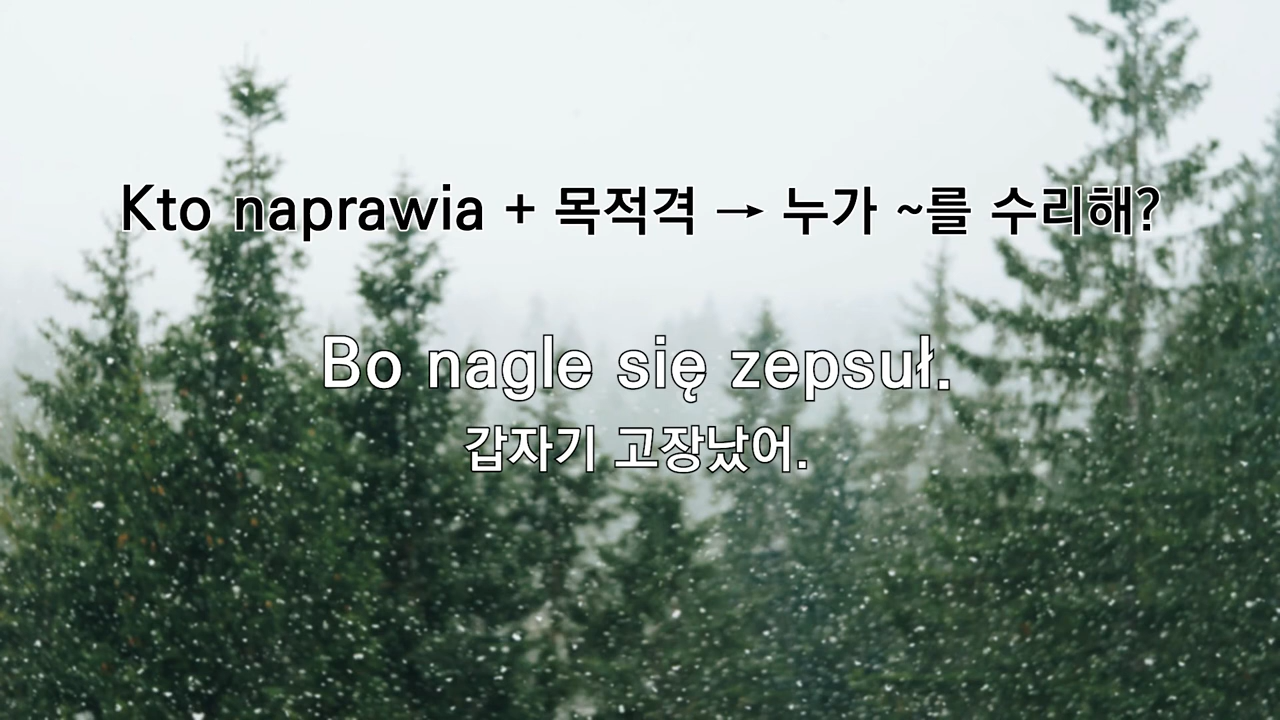 Kto naprawia + 목적격 → 누가 ~를 수리해?
Bo nagle się zepsuł.
갑자기 고장났어.